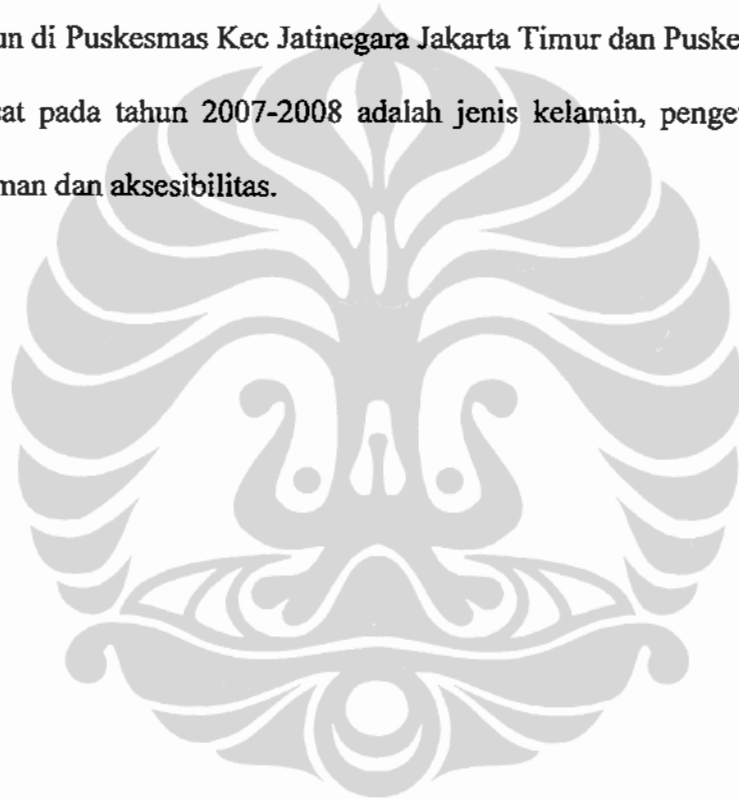 un di Puskesmas Kec Jatinegara Jakarta Timur dan Puske
at pada tahun 2007-2008 adalah jenis kelamin, penge
man dan aksesibilitas.